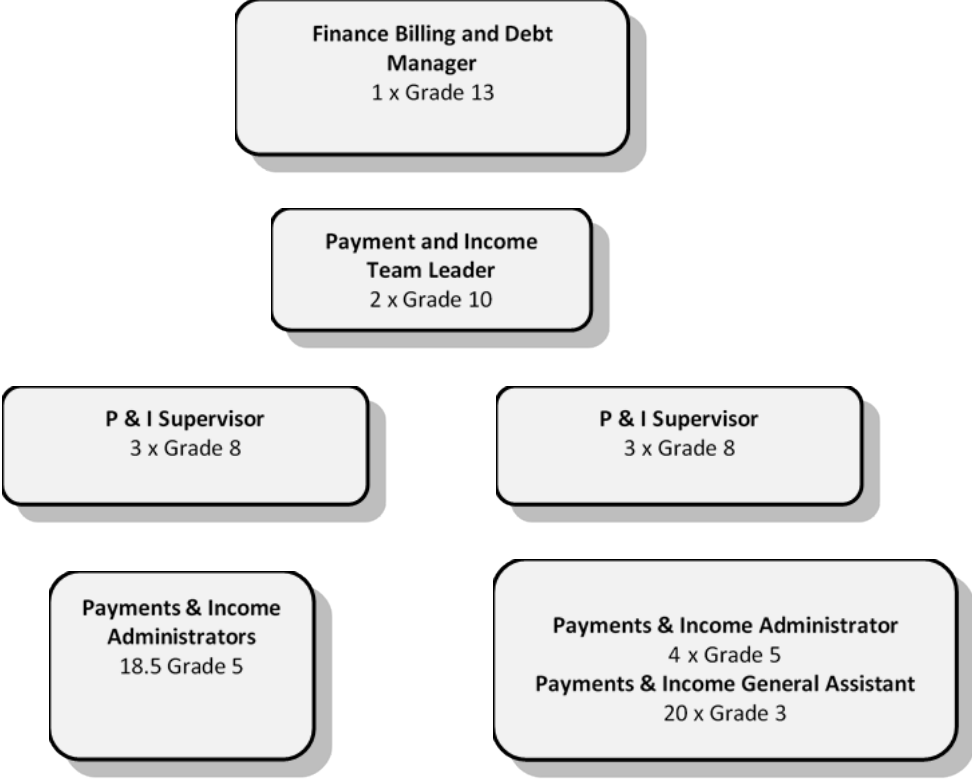 Finance Billing and Debt
Manager
1 x Grade 13
Payment and Income
Team Leader
2 x Grade 10
P & I Supervisor
3 x Grade 8
P & I Supervisor
3 x Grade 8
Payments & Income
Administrators
18.5 Grade 5
Payments & Income Administrator
4 x Grade 5
Payments & Income General Assistant
20 x Grade 3